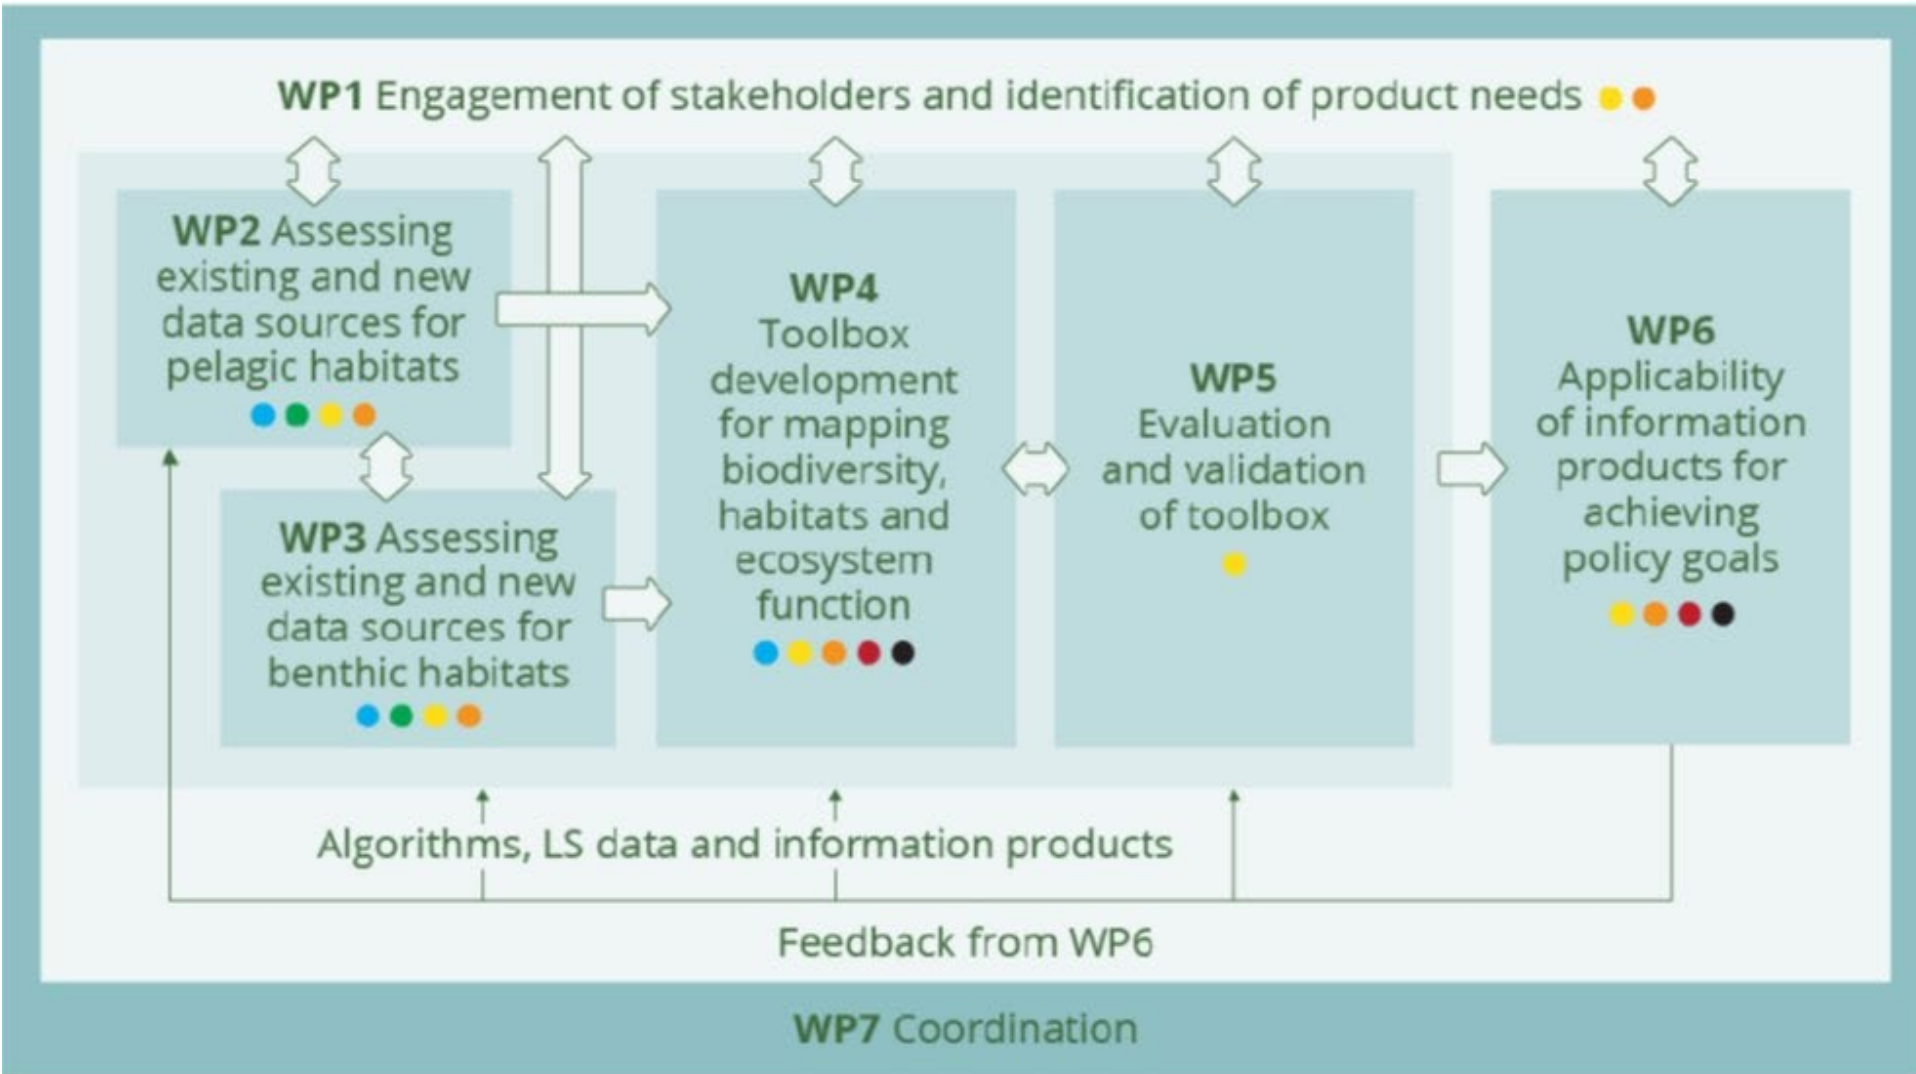 WP1 Engagement of stakeholders and identification of product needs
WP2 Assessing
existing and new
data sources for
pelagic habitats
WP3 Assessing
existing and new
data sources for
benthic habitats
WP4
Toolbox
development
for mapping
biodiversity,
habitats and
ecosystem
function
WP5
Evaluation
and validation
of toolbox
WP6
Applicability
of information
products for
achieving
policy goals
Algorithms, LS data and information products
Feedback from WP6
WP7 Coordination